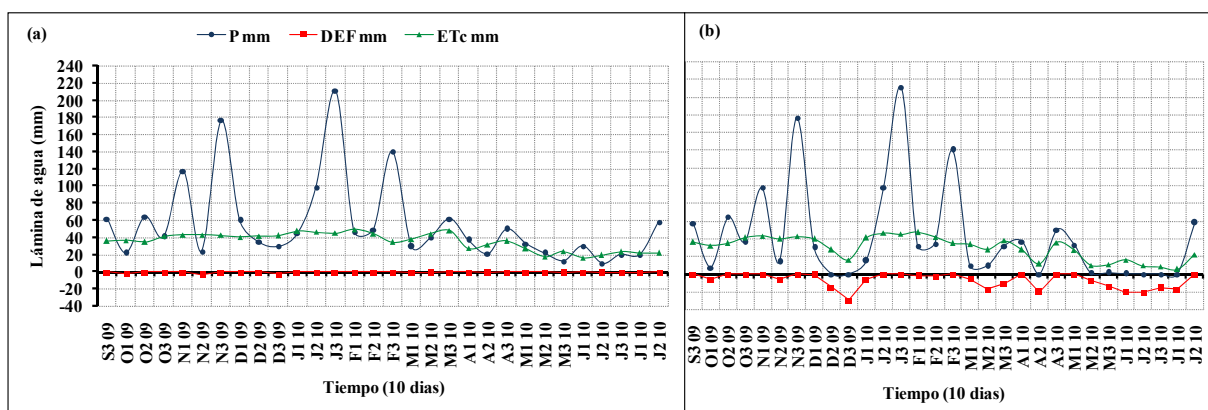 (a)
P mm
DEF mm
ETc mm
Lámina de agua (mm)
240
220
200
180
160
140
120
100
80
60
40
20
0
-20
-40
S3 09
O1 09
O2 09
O3 09
N1 09
N2 09
N3 09
D1 09
D2 09
D3 09
J1 10
J2 10
J3 10
F1 10
F2 10
F3 10
M1 10
M2 10
M3 10
A1 10
A2 10
A3 10
M1 10
M2 10
M3 10
J1 10
J2 10
J3 10
J1 10
J2 10
Tiempo (10 dias)
(b)
S3 09
O1 09
O2 09
O3 09
N1 09
N2 09
N3 09
D1 09
D2 09
D3 09
J1 10
J2 10
J3 10
F1 10
F2 10
F3 10
M1 10
M2 10
M3 10
A1 10
A2 10
A3 10
M1 10
M2 10
M3 10
J1 10
J2 10
J3 10
J1 10
J2 10
Tiempo (10 dias)